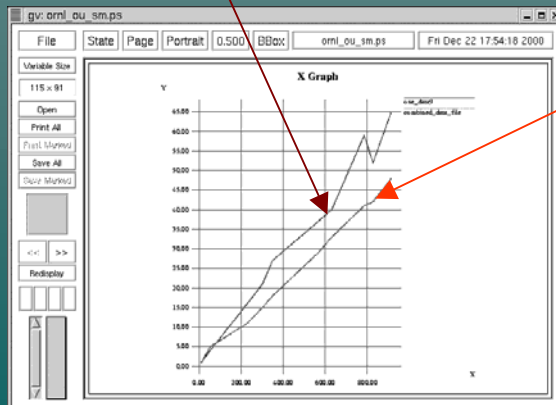 gv: ornl_ou_sm.ps
File
State
Page
Portrait
0.500
BBox
ornl_ou_sm.ps
Fri Dec 22 17:54:18 2000
Variable Size
115 x 91
Open
Print All
Print Marked
Save All
Save Marked
<< >>
Redisplay
X Graph
Y
65.00
60.00
55.00
50.00
45.00
40.00
35.00
30.00
25.00
20.00
15.00
10.00
5.00
0.00
0.00 200.00 400.00 600.00 800.00
X